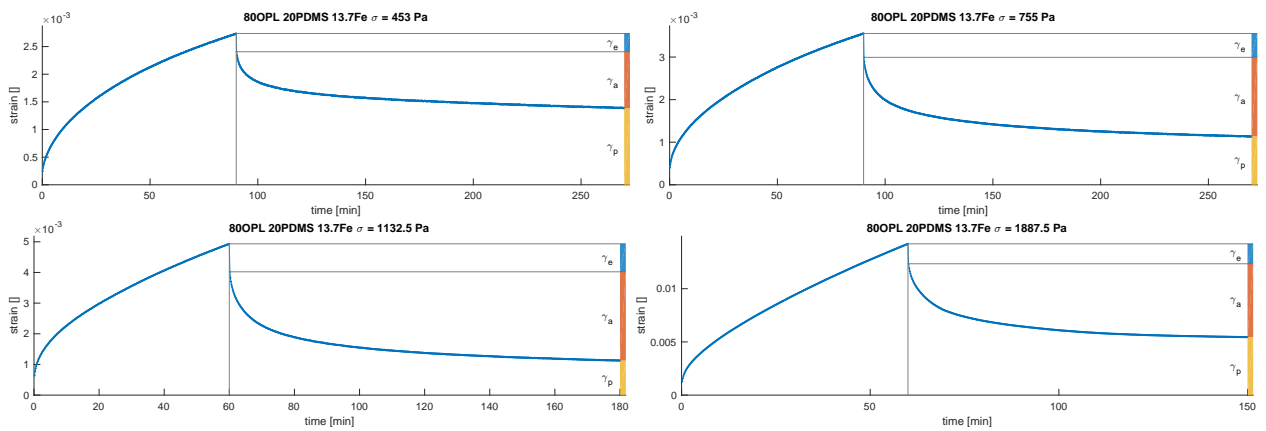 80OPL 20PDMS 13.7Fe σ = 453 Pa
×10⁻³
2.5
2
1.5
1
0.5
0
strain []
0 50 100 150 200 250
time [min]
γₑ
γₐ
γₚ
80OPL 20PDMS 13.7Fe σ = 755 Pa
×10⁻³
3
2
1
0
strain []
0 50 100 150 200 250
time [min]
γₑ
γₐ
γₚ
80OPL 20PDMS 13.7Fe σ = 1132.5 Pa
×10⁻³
5
4
3
2
1
0
strain []
0 20 40 60 80 100 120 140 160 180
time [min]
γₑ
γₐ
γₚ
80OPL 20PDMS 13.7Fe σ = 1887.5 Pa
0.01
0.005
0
strain []
0 50 100 150
time [min]
γₑ
γₐ
γₚ